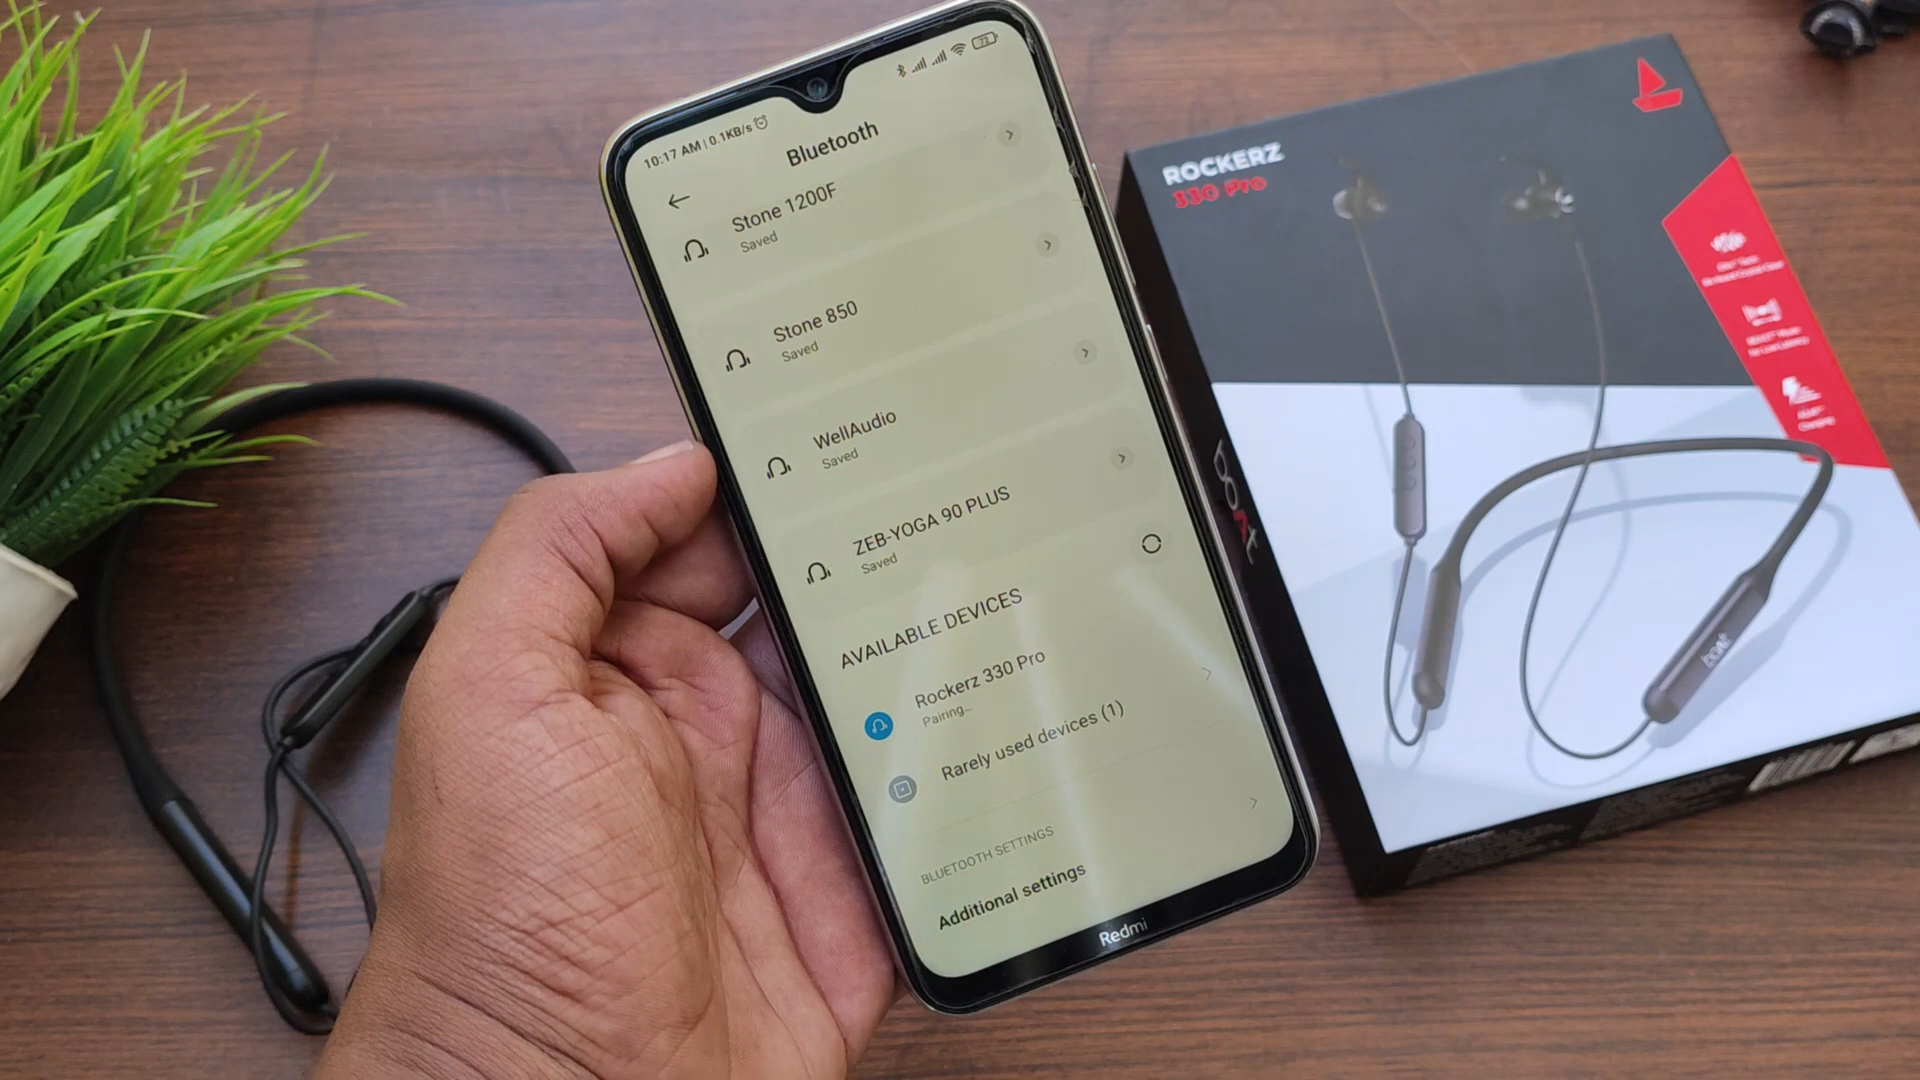 10:17 AM | 0.1KB/s
72
Bluetooth
Stone 1200F
Saved
Stone 850
Saved
WellAudio
Saved
ZEB-YOGA 90 PLUS
Saved
AVAILABLE DEVICES
Rockerz 330 Pro
Pairing...
Rarely used devices (1)
BLUETOOTH SETTINGS
Additional settings
Redmi
ROCKERZ
330 Pro
boAt
boAt